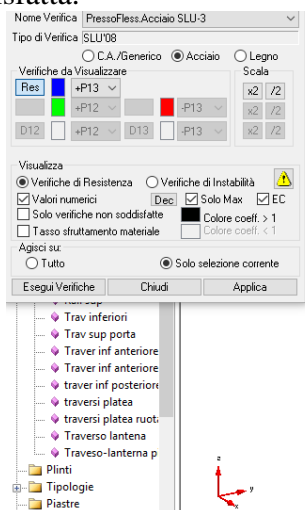 sfatta.
Nome Verifica PressoFless.Acciaio SLU-3
Tipo di Verifica SLU'08
C.A./Generico Acciaio Legno
Verifiche da Visualizzare Scala
Res +P13 x2 /2
+P12 -P13 x2 /2
D12 +P12 D13 -P13 x2 /2
Visualizza
Verifiche di Resistenza Verifiche di Instabilità
Valori numerici Dec Solo Max EC
Solo verifiche non soddisfatte Colore coeff. > 1
Tasso sfruttamento materiale Colore coeff. < 1
Agisci su:
Tutto Solo selezione corrente
Esegui Verifiche Chiudi Applica
Trav inferiori
Trav sup porta
Traver inf anteriore
Traver inf anteriore
traver inf posteriore
traversi platea
traversi platea ruot
Traverso lantena
Traveso-lanterna p
Plinti
Tipologie
Piastre
z
y
x